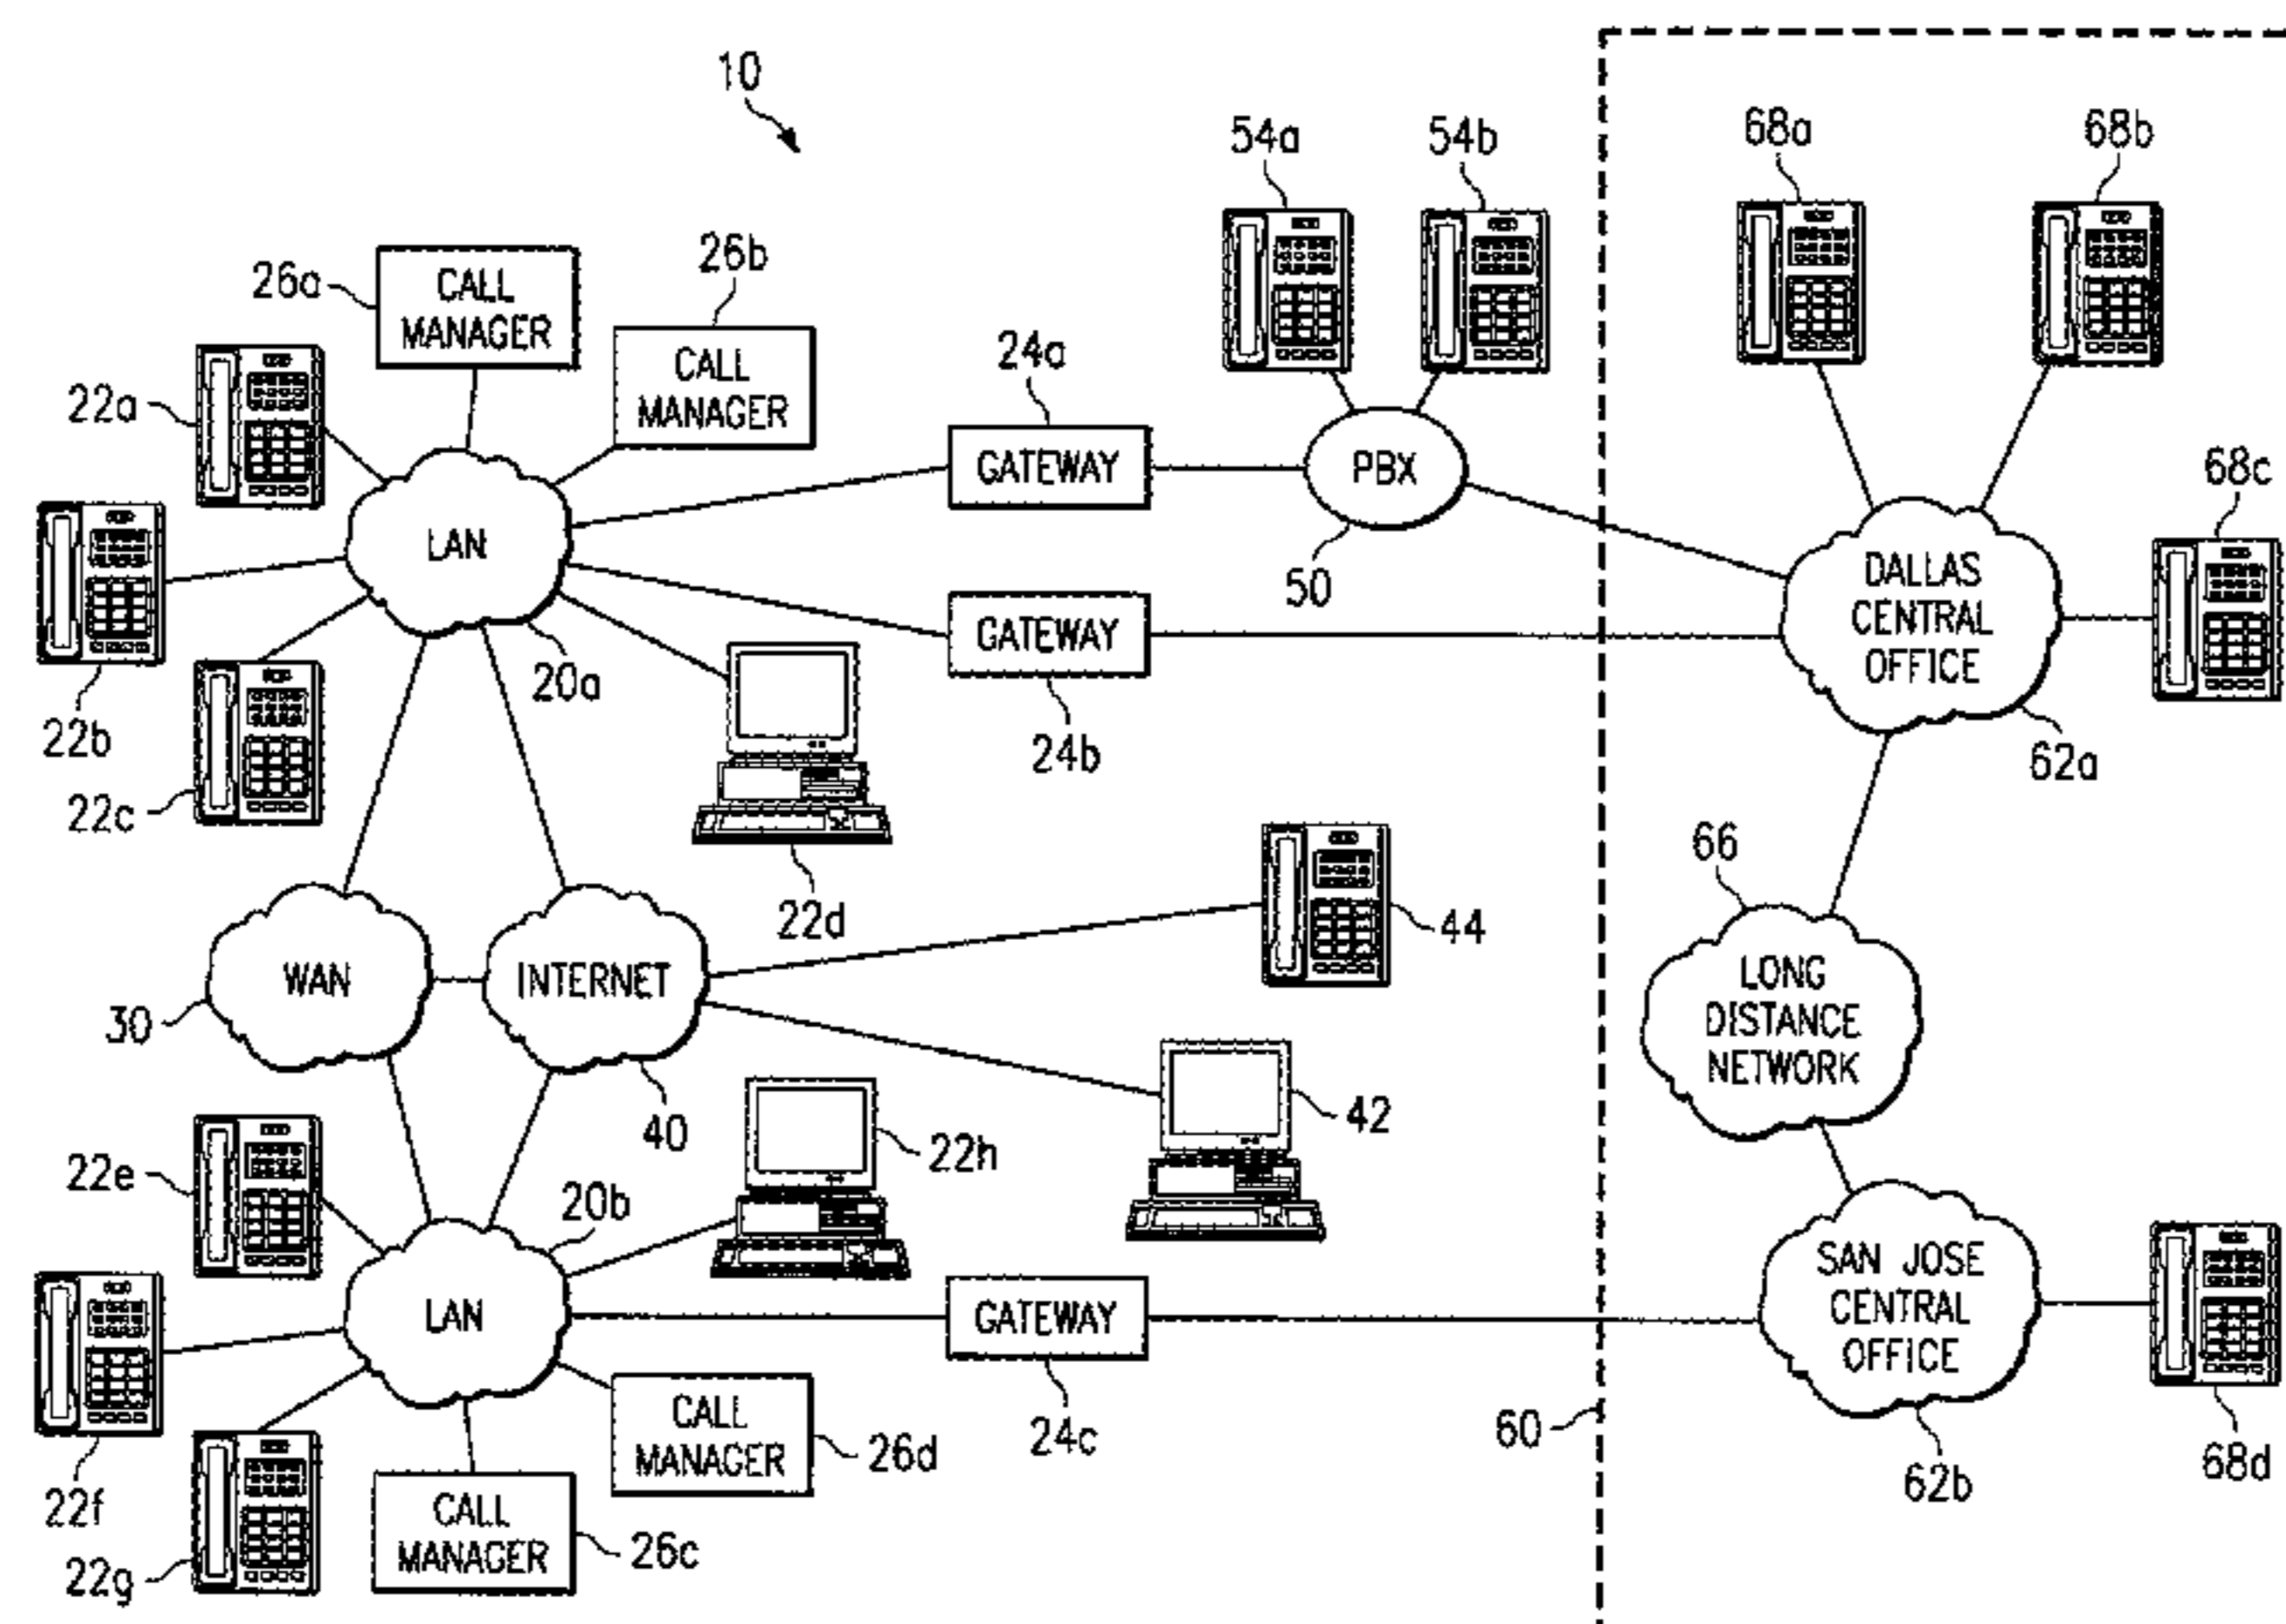 10
54a
54b
68a
68b
26a
CALL
MANAGER
26b
CALL
MANAGER
22a
24a
GATEWAY
PBX
50
68c
LAN
20a
22b
22c
GATEWAY
24b
DALLAS
CENTRAL
OFFICE
62a
22d
44
66
WAN
30
INTERNET
40
LONG
DISTANCE
NETWORK
42
22h
22e
20b
LAN
GATEWAY
24c
SAN JOSE
CENTRAL
OFFICE
62b
68d
60
22f
22g
CALL
MANAGER
26d
CALL
MANAGER
26c